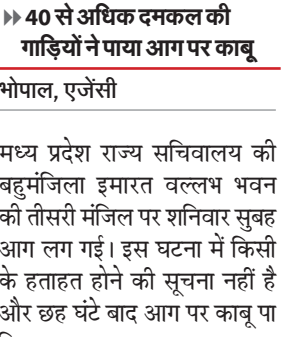 ▸▸ 40 से अधिक दमकल की
गाड़ियों ने पाया आग पर काबू
भोपाल, एजेंसी
मध्य प्रदेश राज्य सचिवालय की
बहुमंजिला इमारत वल्लभ भवन
की तीसरी मंजिल पर शनिवार सुबह
आग लग गई। इस घटना में किसी
के हताहत होने की सूचना नहीं है
और छह घंटे बाद आग पर काबू पा